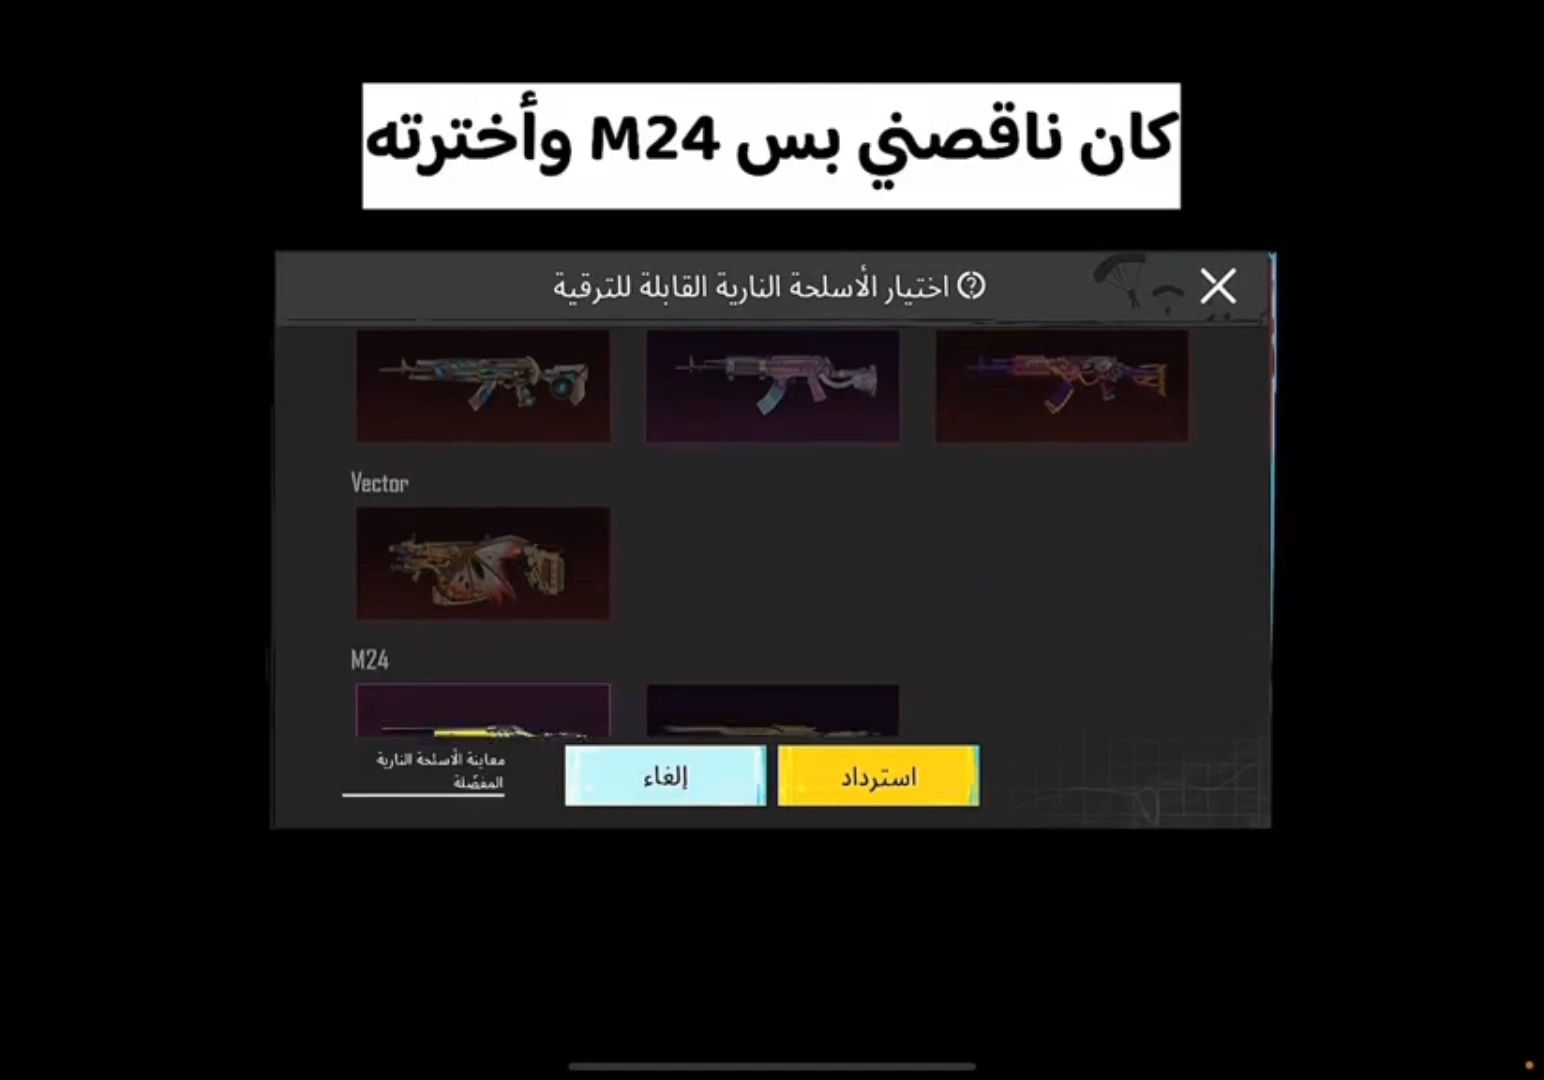 كان ناقصني بس M24 وأخترته
اختيار الأسلحة النارية القابلة للترقية
Vector
M24
معاينة الأسلحة النارية
المفضّلة
إلغاء
استرداد